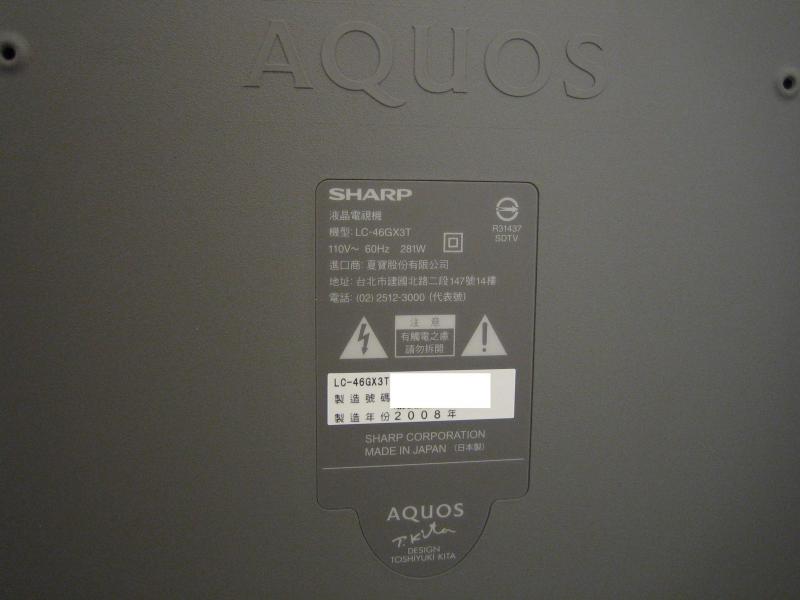 AQUOS
SHARP
液晶電視機
機型: LC-46GX3T
110V～ 60Hz 281W
進口商: 夏寶股份有限公司
地址: 台北市建國北路二段147號14樓
電話: (02) 2512-3000 (代表號)
R31437
SDTV
注 意
有觸電之慮
請勿拆開
LC-46GX3T
製造號碼
製造年份 2008年
SHARP CORPORATION
MADE IN JAPAN (日本製)
AQUOS
T. Kita
DESIGN
TOSHIYUKI KITA